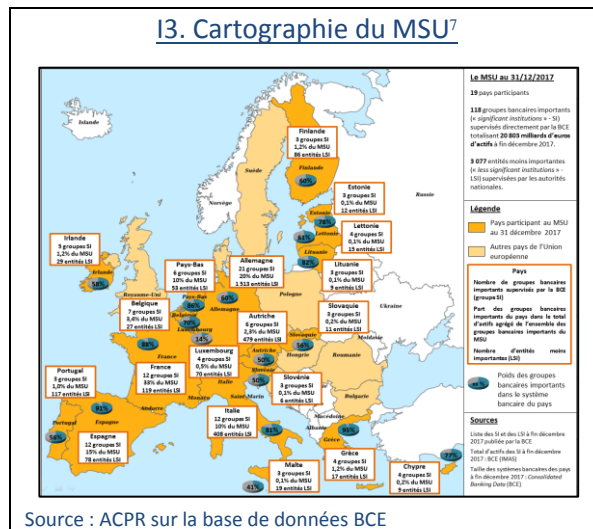 I3. Cartographie du MSU⁷
Islande
Norvège
Suède
Finlande
3 groupes SI
1,2% du MSU
86 entités LSI
Finlande
60%
Russie
Estonie
3 groupes SI
0,1% du MSU
12 entités LSI
Estonie
Lettonie
4 groupes SI
0,1% du MSU
Lettonie
Lituanie
3 groupes SI
0,1% du MSU
9 entités LSI
Lituanie
Irlande
1,2% du MSU
29 entités LSI
Irlande
58%
Royaume-Uni
Pays-Bas
6 groupes SI
10% du MSU
53 entités LSI
Pays-Bas
Allemagne
21 groupes SI
20% du MSU
1 513 entités LSI
Allemagne
60%
Pologne
Ukraine
Moldavie
Belgique
7 groupes SI
3,4% du MSU
27 entités LSI
Belgique
Luxembourg
14%
Autriche
6 groupes SI
2,3% du MSU
479 entités LSI
Autriche
50%
Slovaquie
3 groupes SI
0,2% du MSU
11 entités LSI
Slovaquie
Hongrie
Roumanie
Luxembourg
4 groupes SI
0,5% du MSU
70 entités LSI
France
France
12 groupes SI
33% du MSU
119 entités LSI
Slovénie
3 groupes SI
0,1% du MSU
6 entités LSI
Slovénie
50%
Portugal
3 groupes SI
1,0% du MSU
117 entités LSI
Portugal
56%
Espagne
91%
Andorre
Monaco
Saint-Marin
Italie
Espagne
12 groupes SI
15% du MSU
78 entités LSI
Italie
12 groupes SI
10% du MSU
408 entités LSI
81%
Bulgarie
Macédoine
Albanie
Grèce
95%
Grèce
4 groupes SI
1,2% du MSU
17 entités LSI
Malte
3 groupes SI
0,1% du MSU
19 entités LSI
41%
Chypre
4 groupes SI
0,2% du MSU
9 entités LSI
77%
Le MSU au 31/12/2017
19 pays participants
118 groupes bancaires importants
(« significant institutions » - SI)
supervisés directement par la BCE
totalisant 20 803 milliards d'euros
d'actifs à fin décembre 2017.
3 077 entités moins importantes
(« less significant institutions » -
LSI) supervisées par les autorités
nationales.
Légende
Pays participant au MSU
au 31 décembre 2017
Autres pays de l'Union
européenne
Pays
Nombre de groupes bancaires
importants supervisés par la BCE
(groupe SI)
Part des groupes bancaires
importants du pays dans le total
d'actif agrégé de l'ensemble des
groupes bancaires importants du
MSU
Nombre d'entités moins
importantes (LSI)
Poids des groupes
bancaires importants
dans le système
bancaire du pays
Sources
Liste des SI et des LSI à fin décembre
2017 publiée par la BCE
Total d'actifs des SI à fin décembre
2017 : BCE (IMAS)
Taille des systèmes bancaires des pays
à fin décembre 2017 : Consolidated
Banking Data (BCE)
Source : ACPR sur la base de données BCE